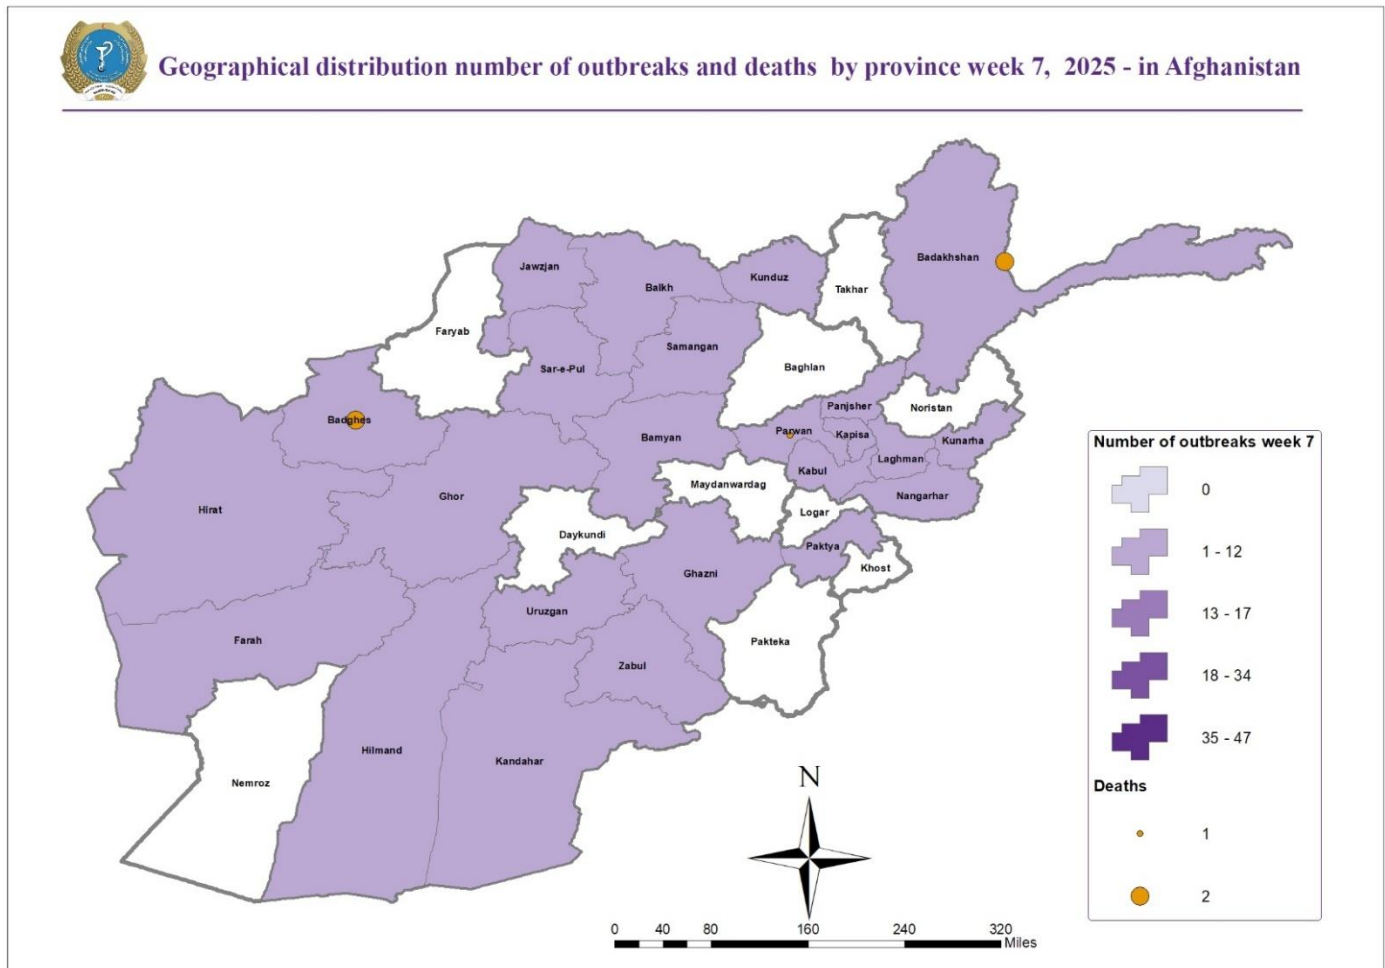 Geographical distribution number of outbreaks and deaths by province week 7, 2025 - in Afghanistan
Jawzjan
Balkh
Kunduz
Takhar
Badakhshan
Faryab
Samangan
Sar-e-Pul
Baghlan
Badghes
Noristan
Panjsher
Parwan
Kapisa
Kunarha
Bamyan
Laghman
Kabul
Maydanwardag
Nangarhar
Ghor
Hirat
Logar
Daykundi
Paktya
Khost
Ghazni
Uruzgan
Farah
Pakteka
Zabul
Hilmand
Kandahar
Nemroz
Number of outbreaks week 7
0
1 - 12
13 - 17
18 - 34
35 - 47
Deaths
1
2
N
0 40 80 160 240 320
Miles